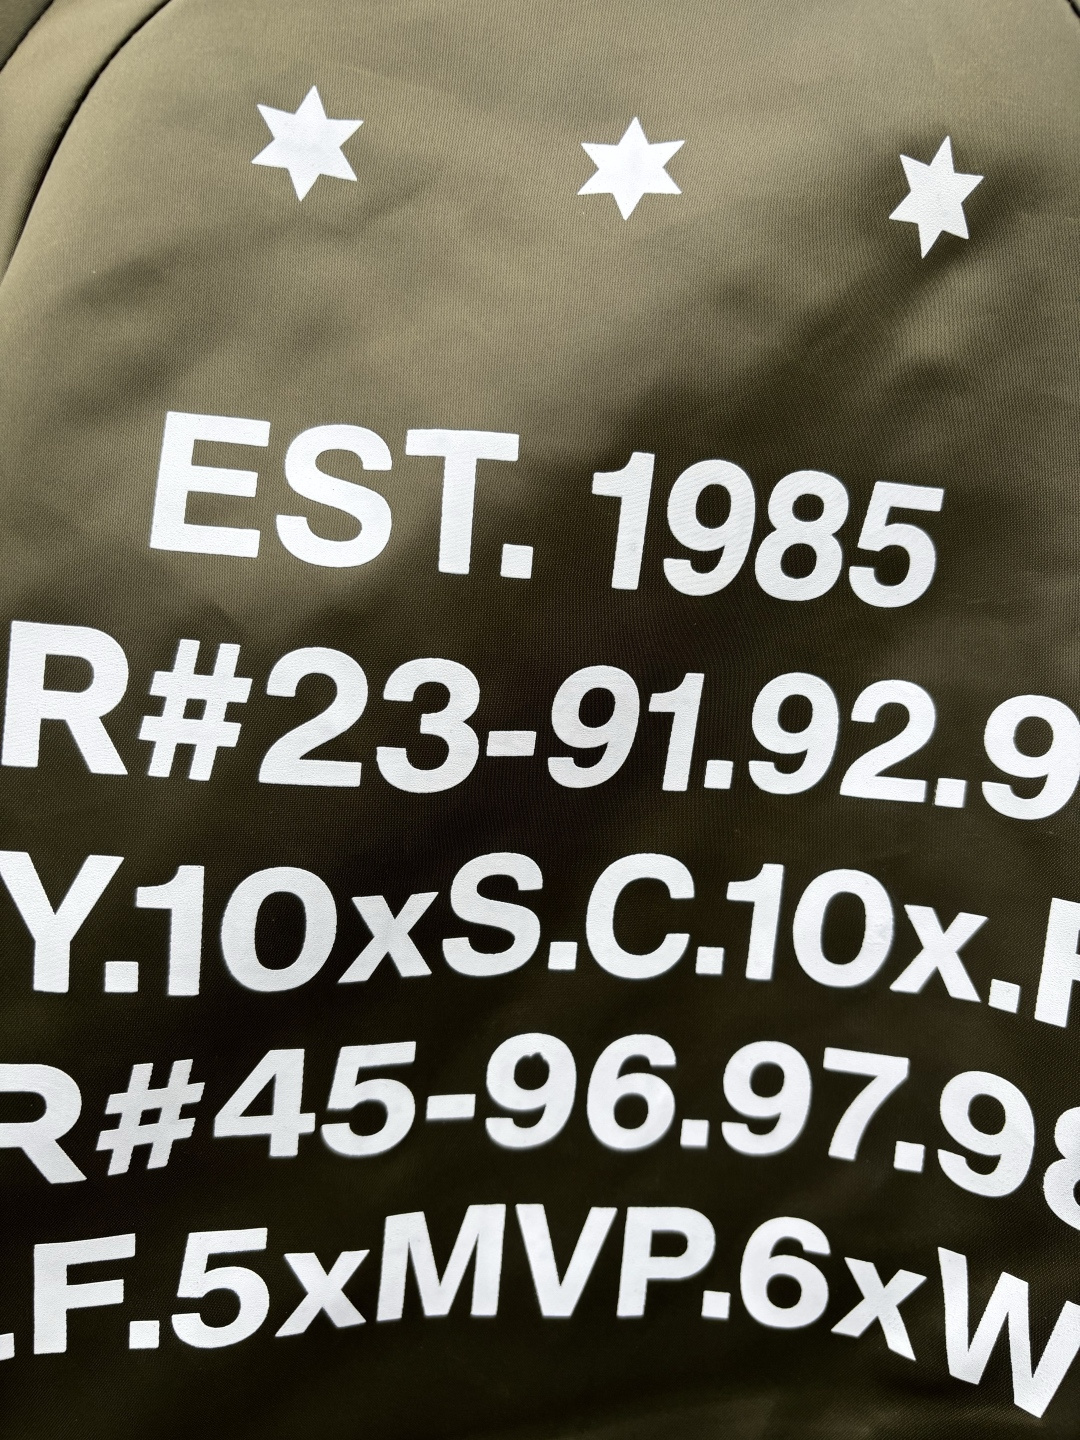 EST. 1985
R#23-91.92.9
Y.10xS.C.10x.
R#45-96.97.98
.F.5xMVP.6xW